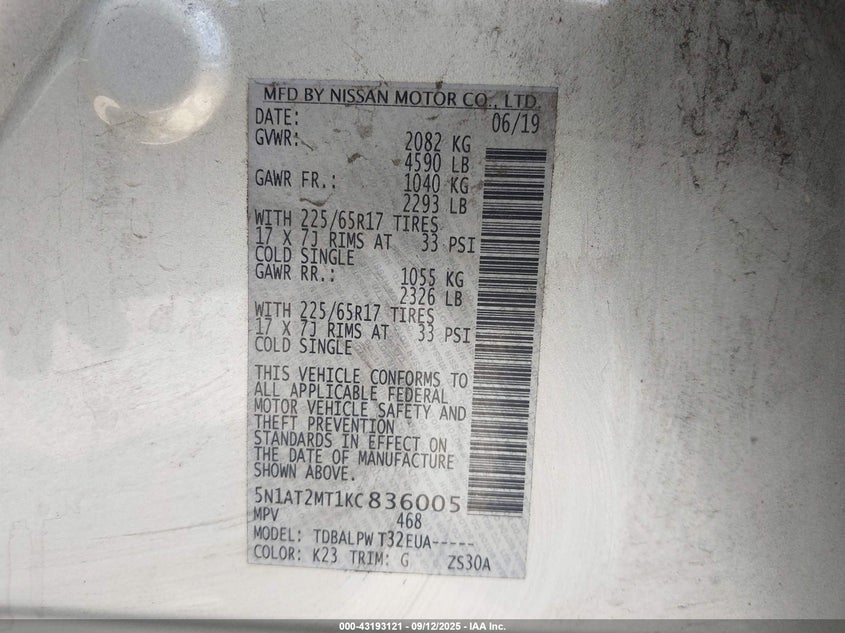 MFD BY NISSAN MOTOR CO., LTD.
DATE: 06/19
GVWR: 2082 KG
4590 LB
GAWR FR.: 1040 KG
2293 LB
WITH 225/65R17 TIRES
17 X 7J RIMS AT 33 PSI
COLD SINGLE
GAWR RR.: 1055 KG
2326 LB
WITH 225/65R17 TIRES
17 X 7J RIMS AT 33 PSI
COLD SINGLE
THIS VEHICLE CONFORMS TO
ALL APPLICABLE FEDERAL
MOTOR VEHICLE SAFETY AND
THEFT PREVENTION
STANDARDS IN EFFECT ON
THE DATE OF MANUFACTURE
SHOWN ABOVE.
5N1AT2MT1KC836005
MPV 468
MODEL: TDBALPW T32EUA-----
COLOR: K23 TRIM: G ZS30A
000-43193121 - 09/12/2025 - IAA Inc.